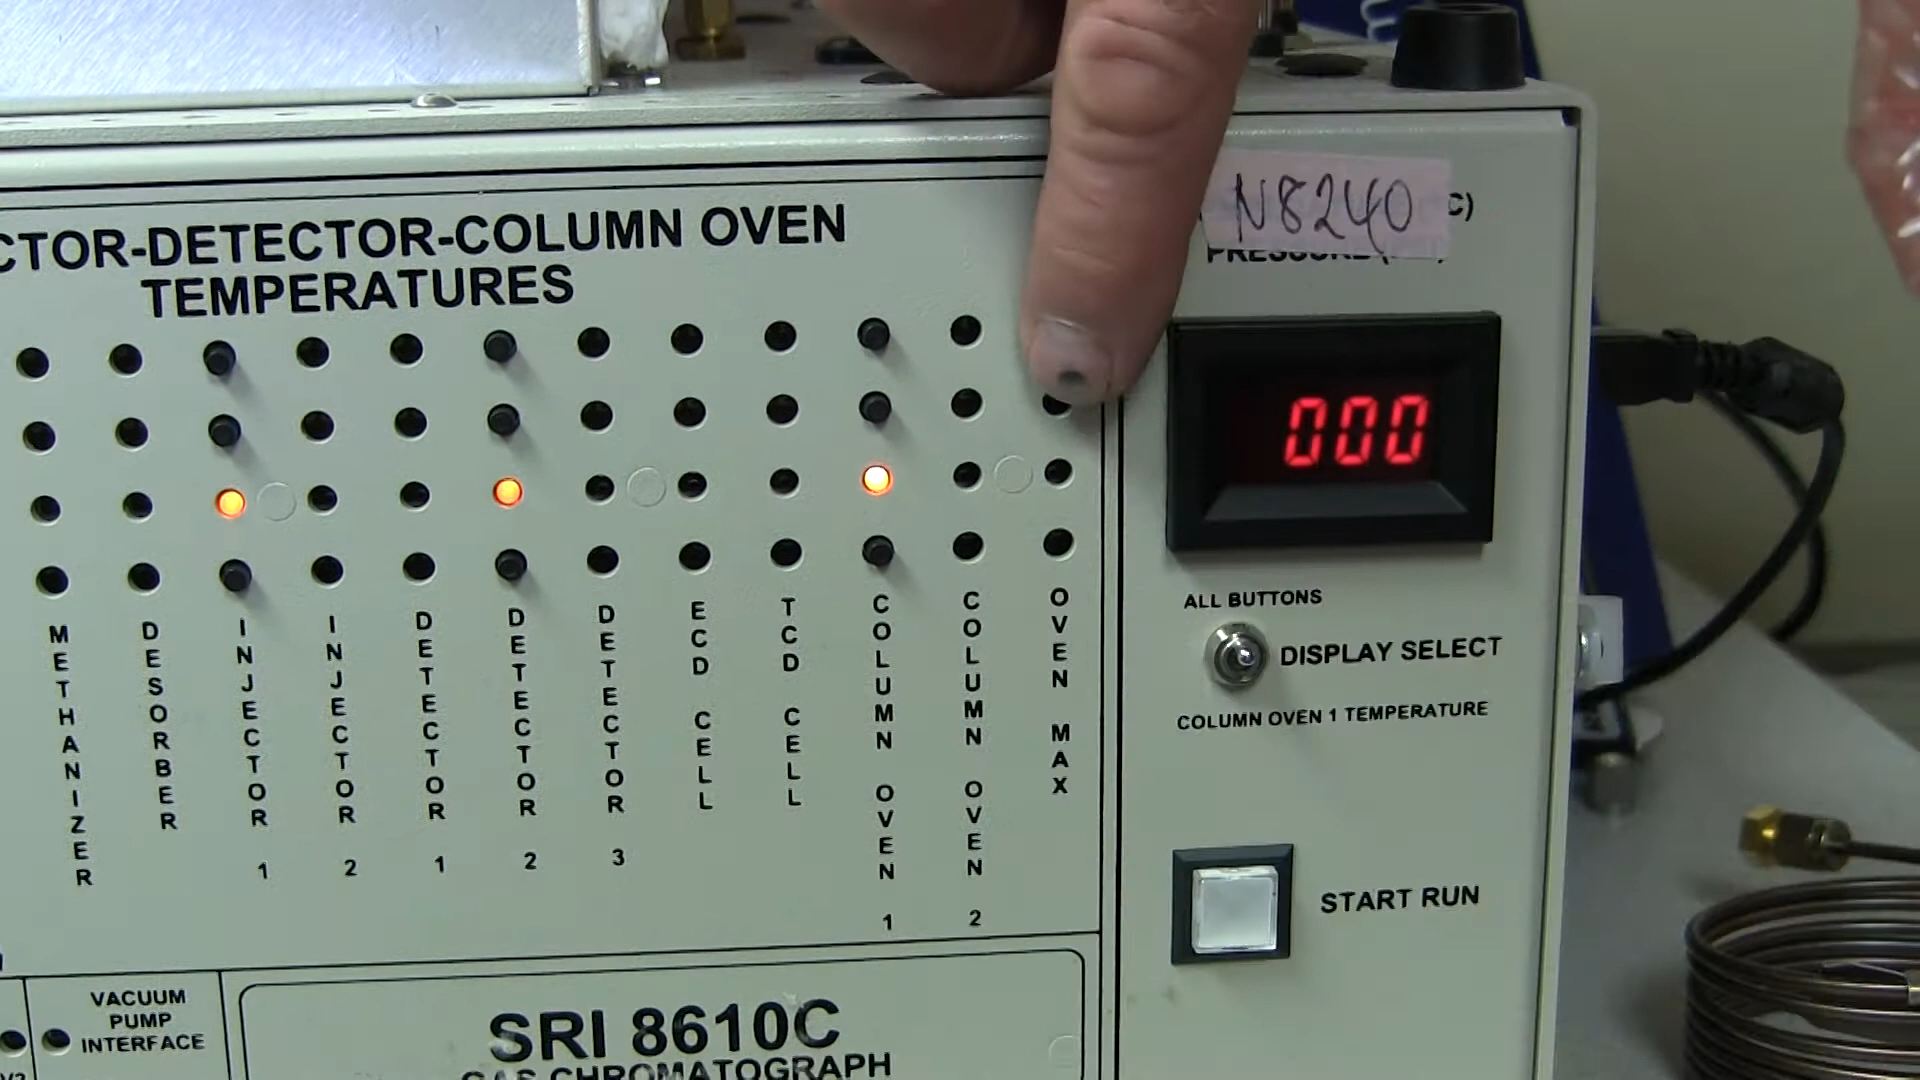 N8240
C)
CTOR-DETECTOR-COLUMN OVEN
TEMPERATURES
PRESSURE (
000
METHANIZER
DESORBER
INJECTOR 1
INJECTOR 2
DETECTOR 1
DETECTOR 2
DETECTOR 3
ECD CELL
TCD CELL
COLUMN OVEN 1
COLUMN OVEN 2
OVEN MAX
ALL BUTTONS
DISPLAY SELECT
COLUMN OVEN 1 TEMPERATURE
START RUN
VACUUM
PUMP
INTERFACE
SRI 8610C
GAS CHROMATOGRAPH